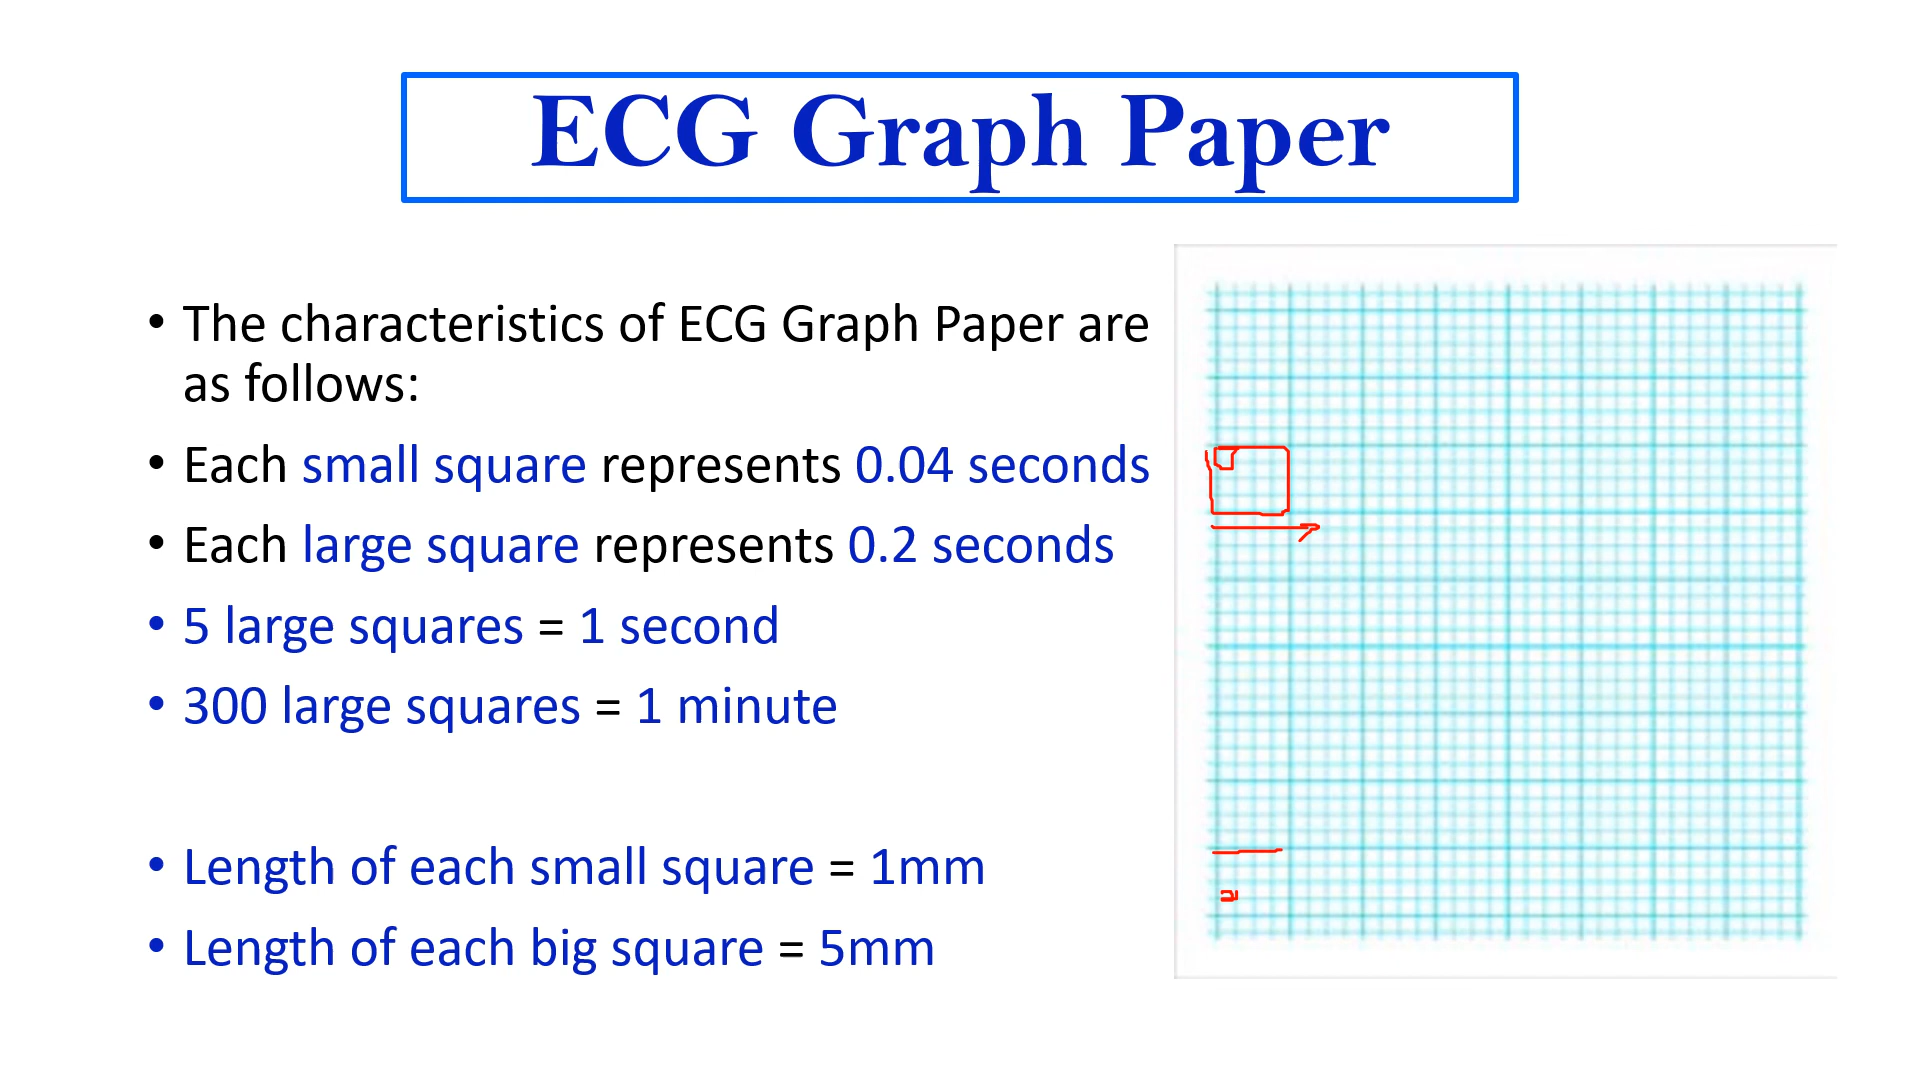 ECG Graph Paper
• The characteristics of ECG Graph Paper are
as follows:
• Each small square represents 0.04 seconds
• Each large square represents 0.2 seconds
• 5 large squares = 1 second
• 300 large squares = 1 minute
• Length of each small square = 1mm
• Length of each big square = 5mm